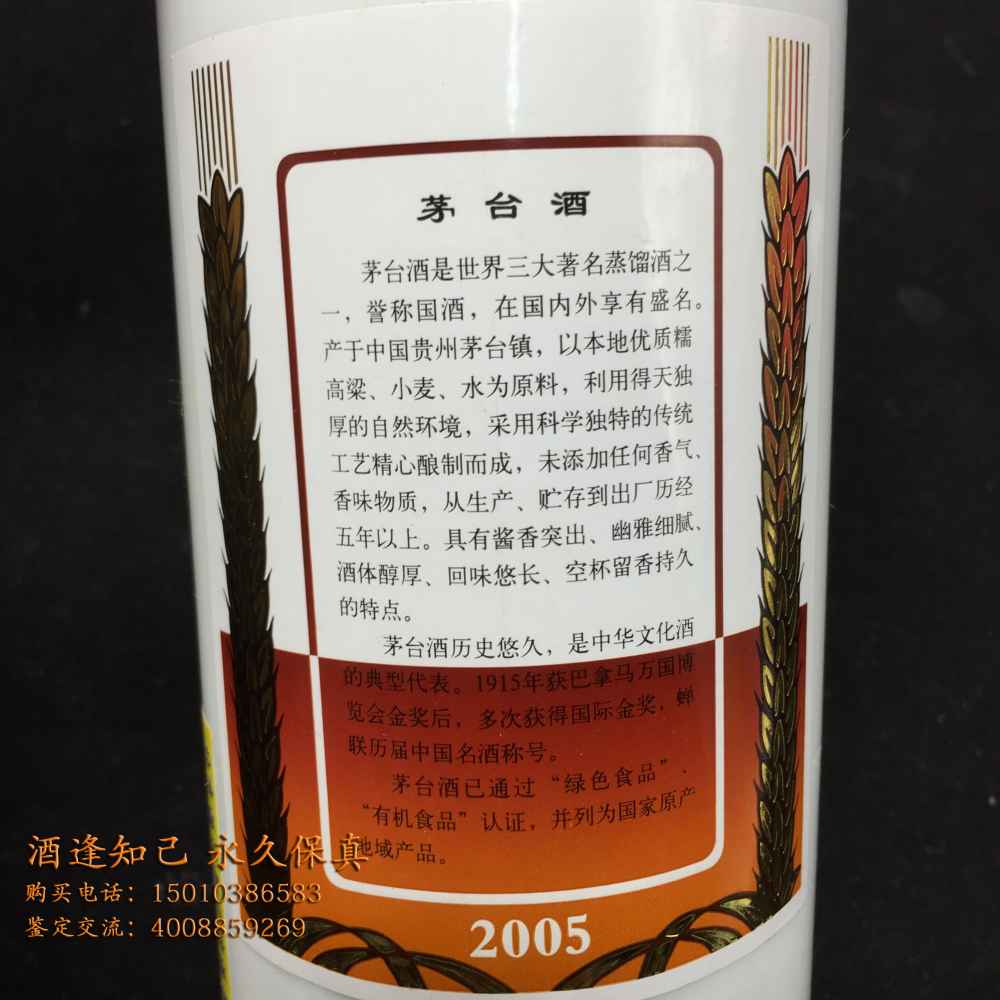 茅台酒
茅台酒是世界三大著名蒸馏酒之
一，誉称国酒，在国内外享有盛名。
产于中国贵州茅台镇，以本地优质糯
高粱、小麦、水为原料，利用得天独
厚的自然环境，采用科学独特的传统
工艺精心酿制而成，未添加任何香气、
香味物质，从生产、贮存到出厂历经
五年以上。具有酱香突出、幽雅细腻、
酒体醇厚、回味悠长、空杯留香持久
的特点。
茅台酒历史悠久，是中华文化酒
的典型代表。1915年获巴拿马万国博
览会金奖后，多次获得国际金奖，蝉
联历届中国名酒称号。
茅台酒已通过“绿色食品”、
“有机食品”认证，并列为国家原产
地域产品。
2005
酒逢知己 永久保真
购买电话：15010386583
鉴定交流：4008859269